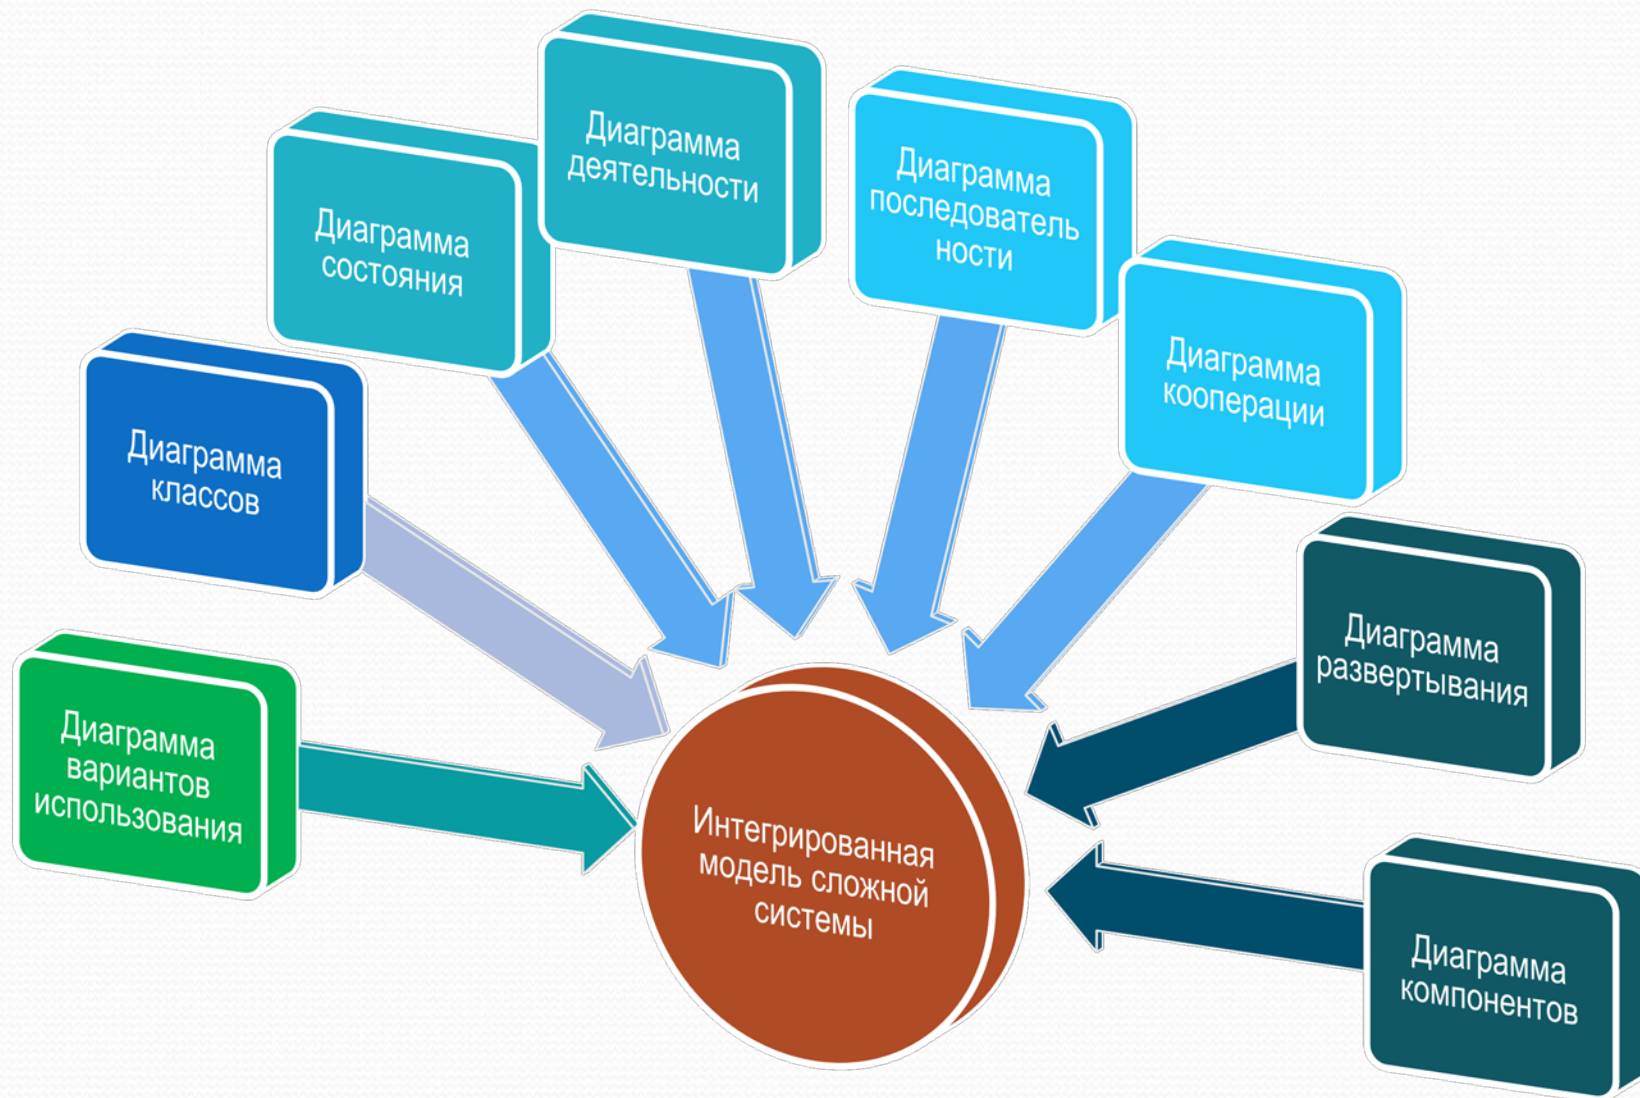 Диаграмма
деятельности
Диаграмма
последователь
ности
Диаграмма
состояния
Диаграмма
кооперации
Диаграмма
классов
Диаграмма
развертывания
Диаграмма
вариантов
использования
Интегрированная
модель сложной
системы
Диаграмма
компонентов